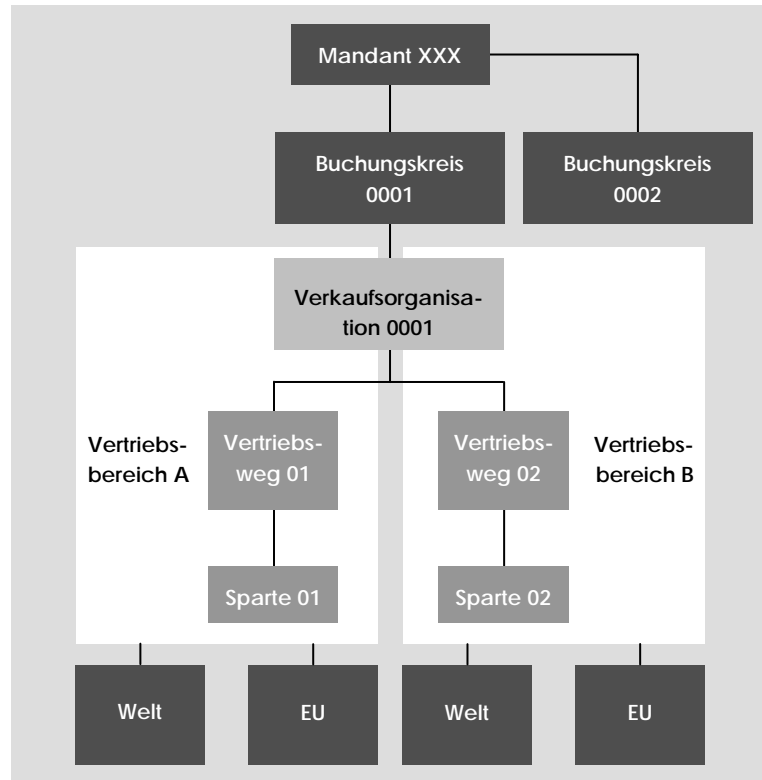 Mandant XXX
Buchungskreis
0001
Buchungskreis
0002
Verkaufsorganisa-
tion 0001
Vertriebs-
bereich A
Vertriebs-
weg 01
Vertriebs-
weg 02
Vertriebs-
bereich B
Sparte 01
Sparte 02
Welt
EU
Welt
EU